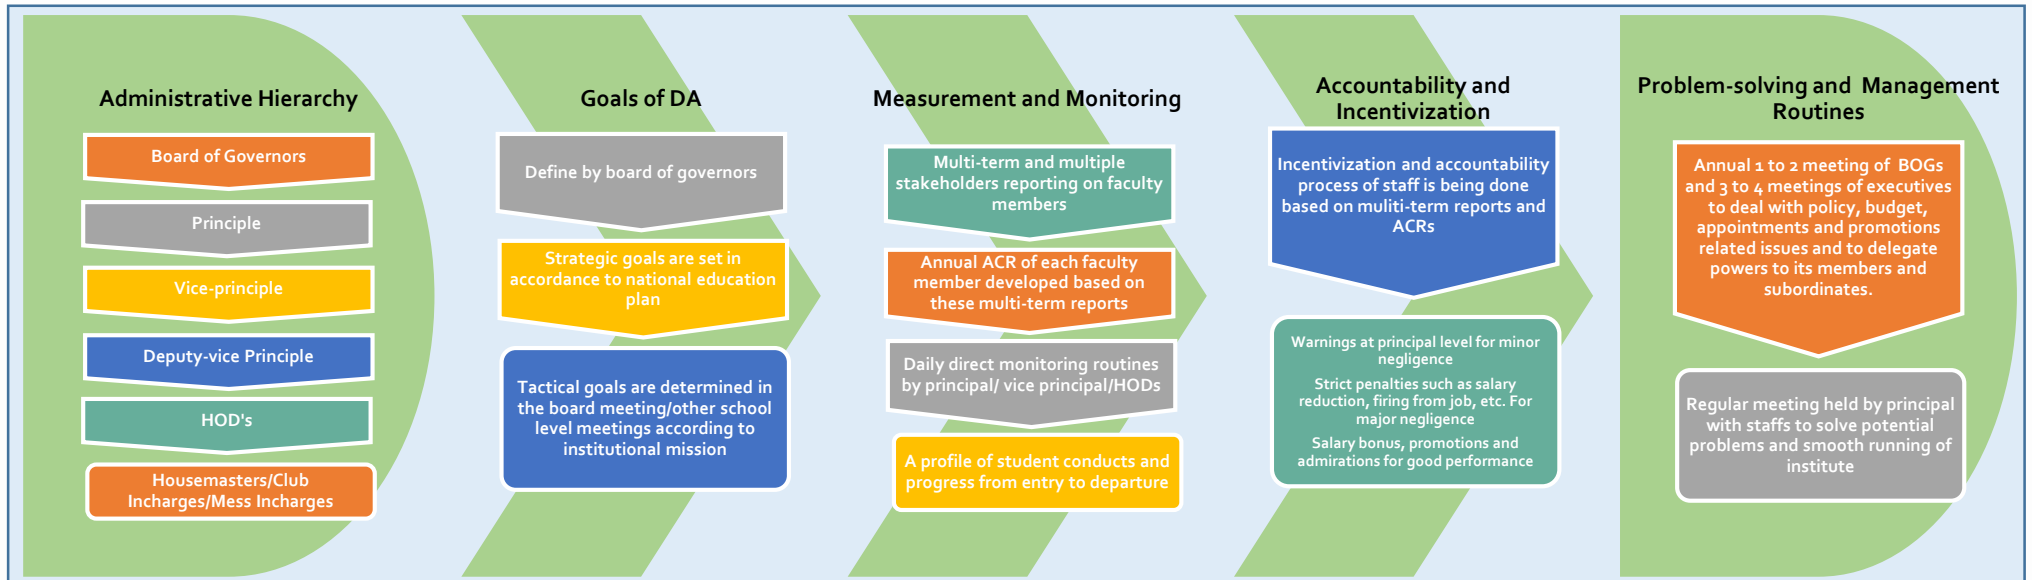 Administrative Hierarchy
Board of Governors
Principle
Vice-principle
Deputy-vice Principle
HOD's
Housemasters/Club
Incharges/Mess Incharges
Goals of DA
Define by board of governors
Strategic goals are set in
accordance to national education
plan
Tactical goals are determined in
the board meeting/other school
level meetings according to
institutional mission
Measurement and Monitoring
Multi-term and multiple
stakeholders reporting on faculty
members
Annual ACR of each faculty
member developed based on
these multi-term reports
Daily direct monitoring routines
by principal/ vice principal/HODs
A profile of student conducts and
progress from entry to departure
Accountability and
Incentivization
Incentivization and accountability
process of staff is being done
based on muliti-term reports and
ACRs
Warnings at principal level for minor
negligence
Strict penalties such as salary
reduction, firing from job, etc. For
major negligence
Salary bonus, promotions and
admirations for good performance
Problem-solving and Management
Routines
Annual 1 to 2 meeting of BOGs
and 3 to 4 meetings of executives
to deal with policy, budget,
appointments and promotions
related issues and to delegate
powers to its members and
subordinates.
Regular meeting held by principal
with staffs to solve potential
problems and smooth running of
institute